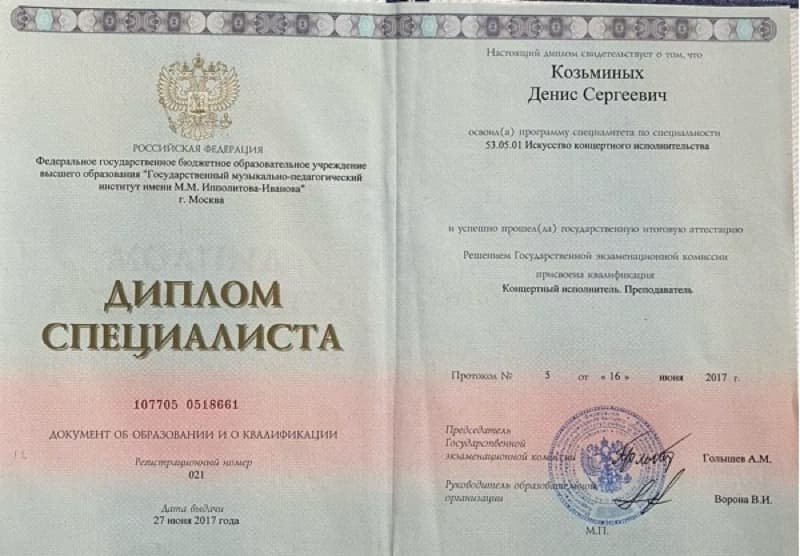 РОССИЙСКАЯ ФЕДЕРАЦИЯ
Федеральное государственное бюджетное образовательное учреждение
высшего образования "Государственный музыкально-педагогический
институт имени М.М. Ипполитова-Иванова"
г. Москва
ДИПЛОМ
СПЕЦИАЛИСТА
107705 0518661
ДОКУМЕНТ ОБ ОБРАЗОВАНИИ И О КВАЛИФИКАЦИИ
Регистрационный номер
021
Дата выдачи
27 июня 2017 года
Настоящий диплом свидетельствует о том, что
Козьминых
Денис Сергеевич
освоил(а) программу специалитета по специальности
53.05.01 Искусство концертного исполнительства
и успешно прошел(ла) государственную итоговую аттестацию
Решением Государственной экзаменационной комиссии
присвоена квалификация
Концертный исполнитель. Преподаватель
Протокол № 5 от « 16 » июня 2017 г.
Председатель
Государственной
экзаменационной комиссии Голышев А.М.
Руководитель образовательной
организации Ворона В.И.
М.П.